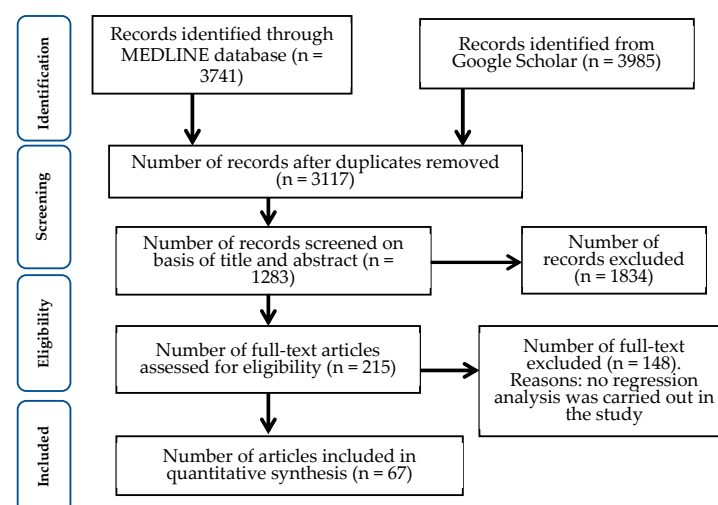 Identification
Records identified through
MEDLINE database (n =
3741)
Records identified from
Google Scholar (n = 3985)
Screening
Number of records after duplicates removed
(n = 3117)
Number of records screened on
basis of title and abstract (n =
1283)
Number of
records excluded
(n = 1834)
Eligibility
Number of full-text articles
assessed for eligibility (n = 215)
Number of full-text
excluded (n = 148).
Reasons: no regression
analysis was carried out in
the study
Included
Number of articles included in
quantitative synthesis (n = 67)